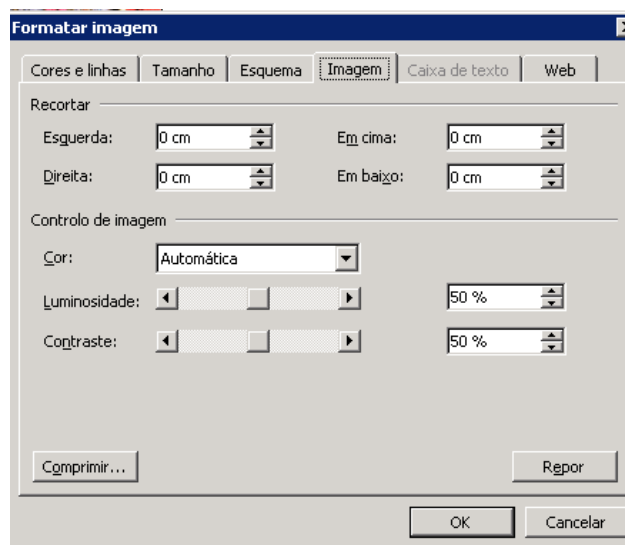 Formatar imagem
Cores e linhas Tamanho Esquema Imagem Caixa de texto Web
Recortar
Esquerda: 0 cm Em cima: 0 cm
Direita: 0 cm Em baixo: 0 cm
Controlo de imagem
Cor: Automática
Luminosidade: 50 %
Contraste: 50 %
Comprimir... Repor
OK Cancelar